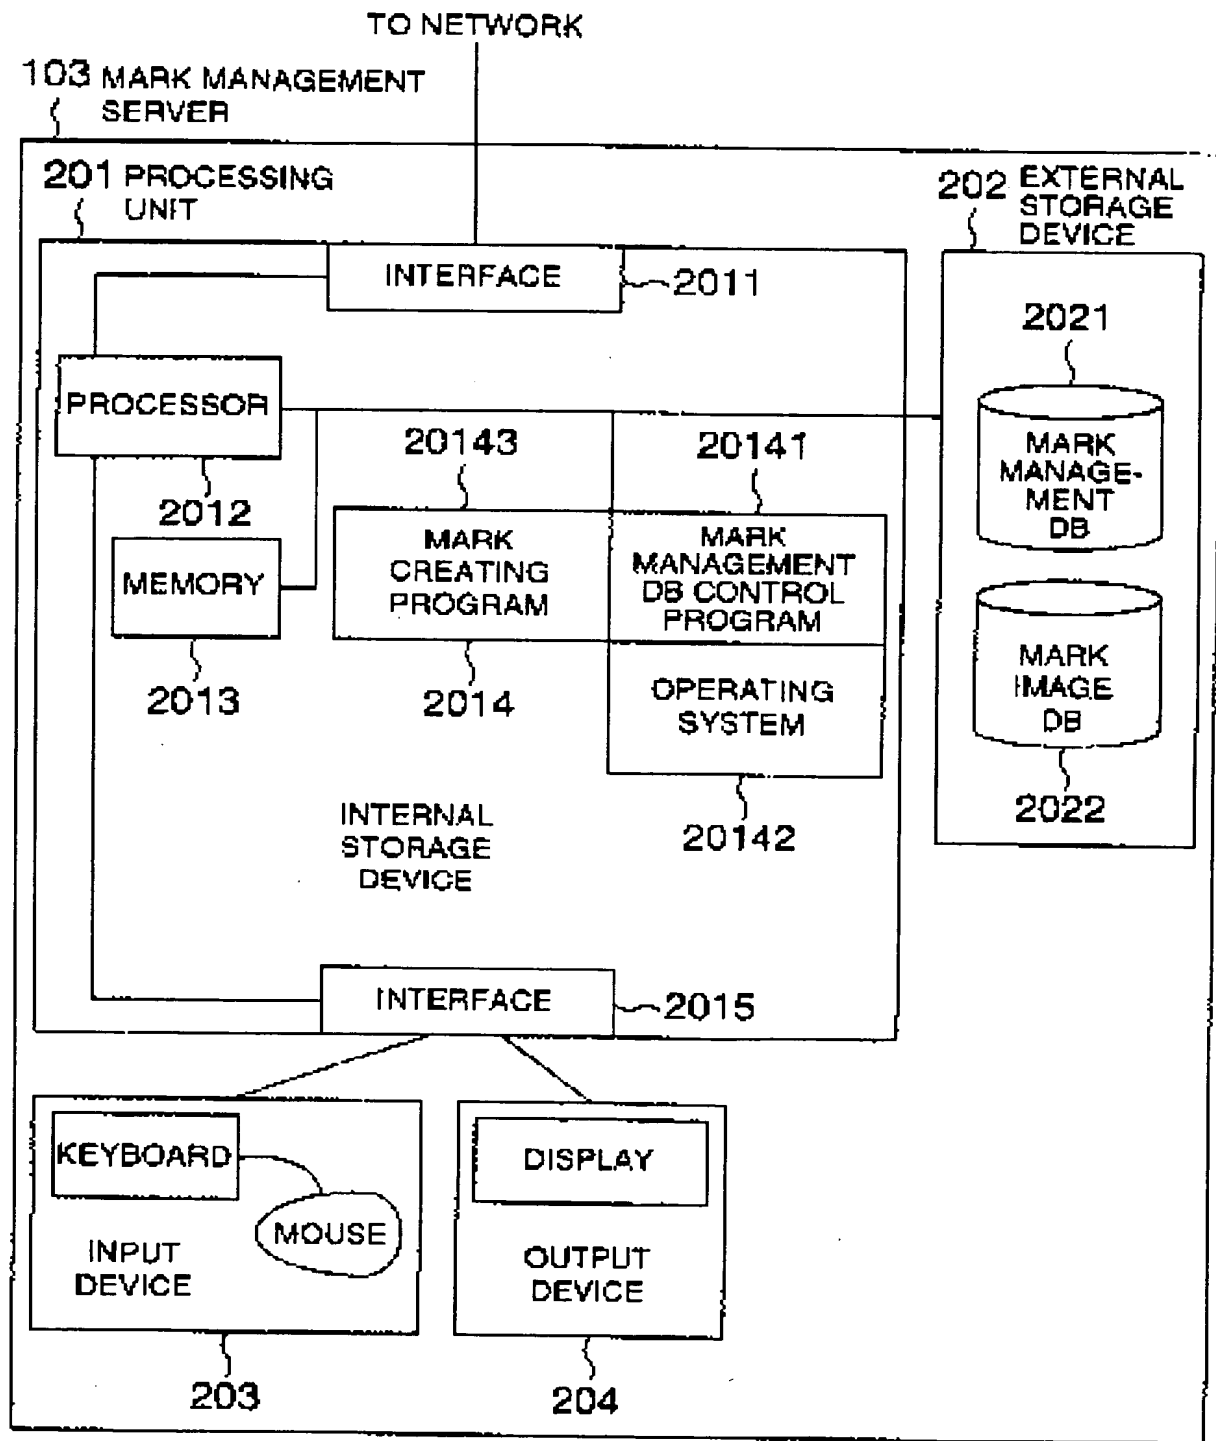 TO NETWORK
103 MARK MANAGEMENT
SERVER
201 PROCESSING
UNIT
202 EXTERNAL
STORAGE
DEVICE
INTERFACE
2011
2021
PROCESSOR
2012
20143
20141
MARK
MANAGE-
MENT
DB
MEMORY
2013
MARK
CREATING
PROGRAM
2014
MARK
MANAGEMENT
DB CONTROL
PROGRAM
OPERATING
SYSTEM
20142
MARK
IMAGE
DB
2022
INTERNAL
STORAGE
DEVICE
INTERFACE
2015
KEYBOARD
MOUSE
INPUT
DEVICE
203
DISPLAY
OUTPUT
DEVICE
204